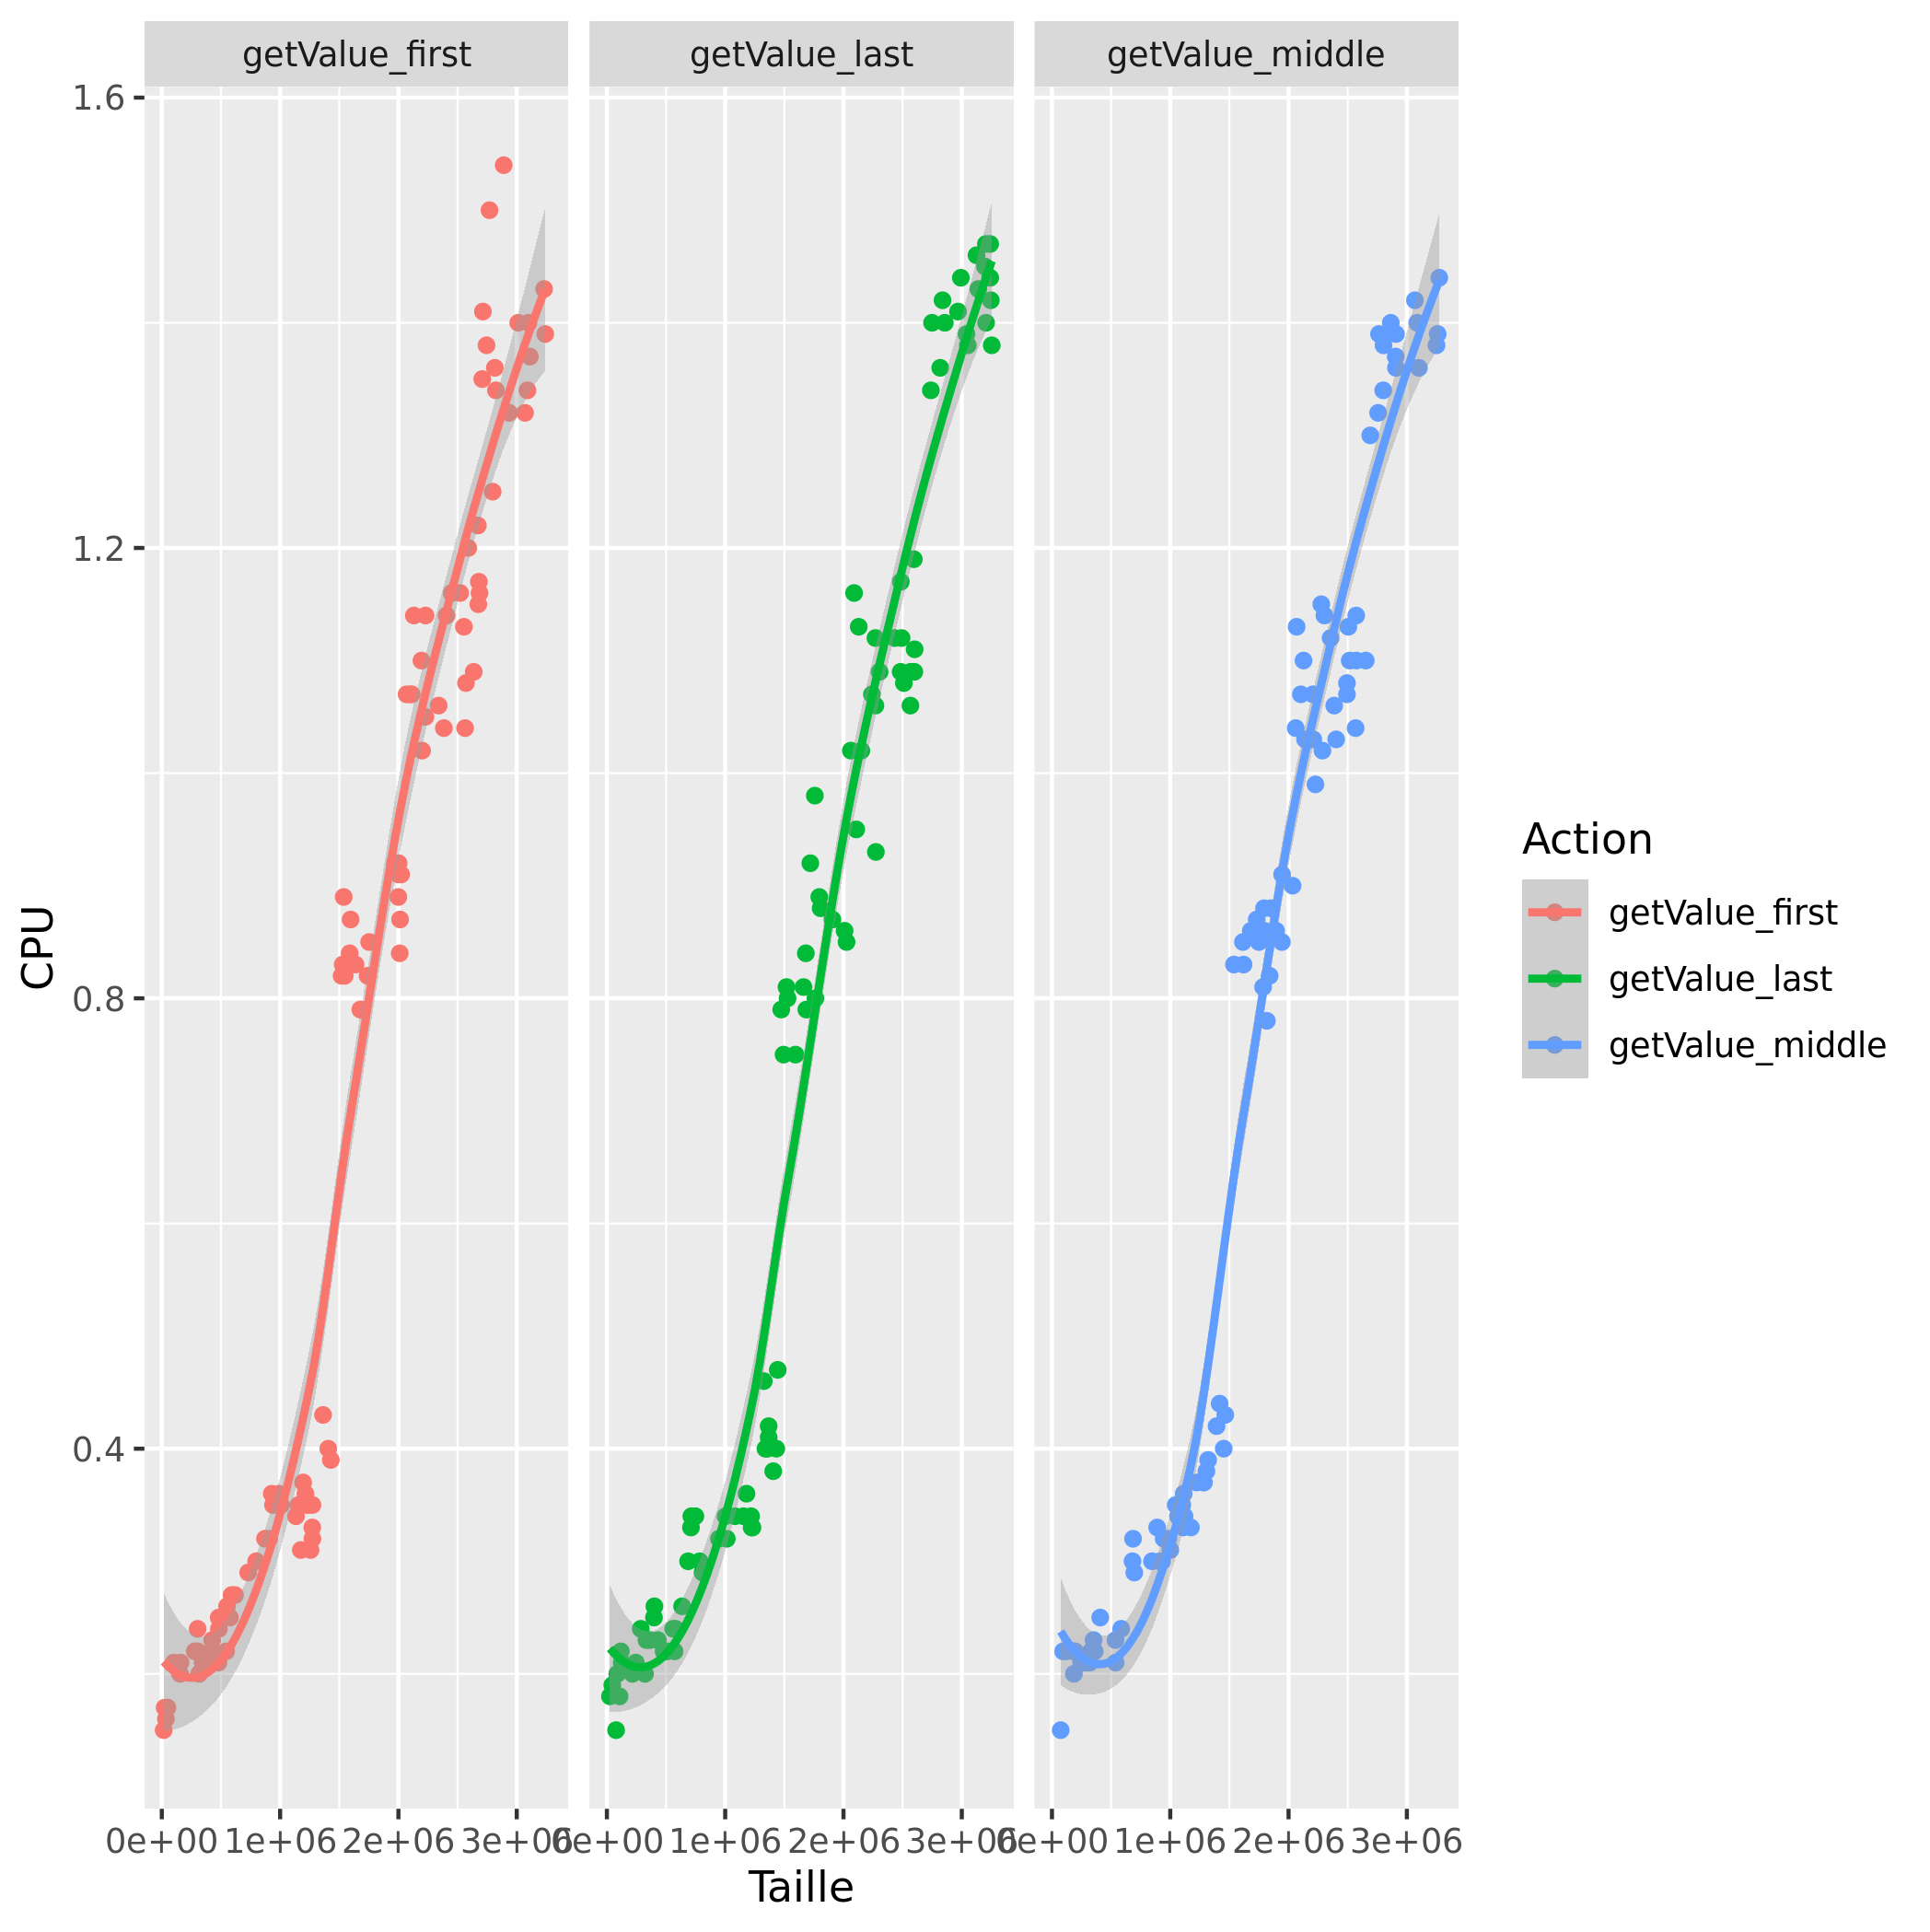 getValue_first getValue_last getValue_middle
1.6
1.2
0.8
0.4
CPU
0e+00 1e+06 2e+06 3e+06 0e+00 1e+06 2e+06 3e+06 0e+00 1e+06 2e+06 3e+06
Taille
Action
getValue_first
getValue_last
getValue_middle